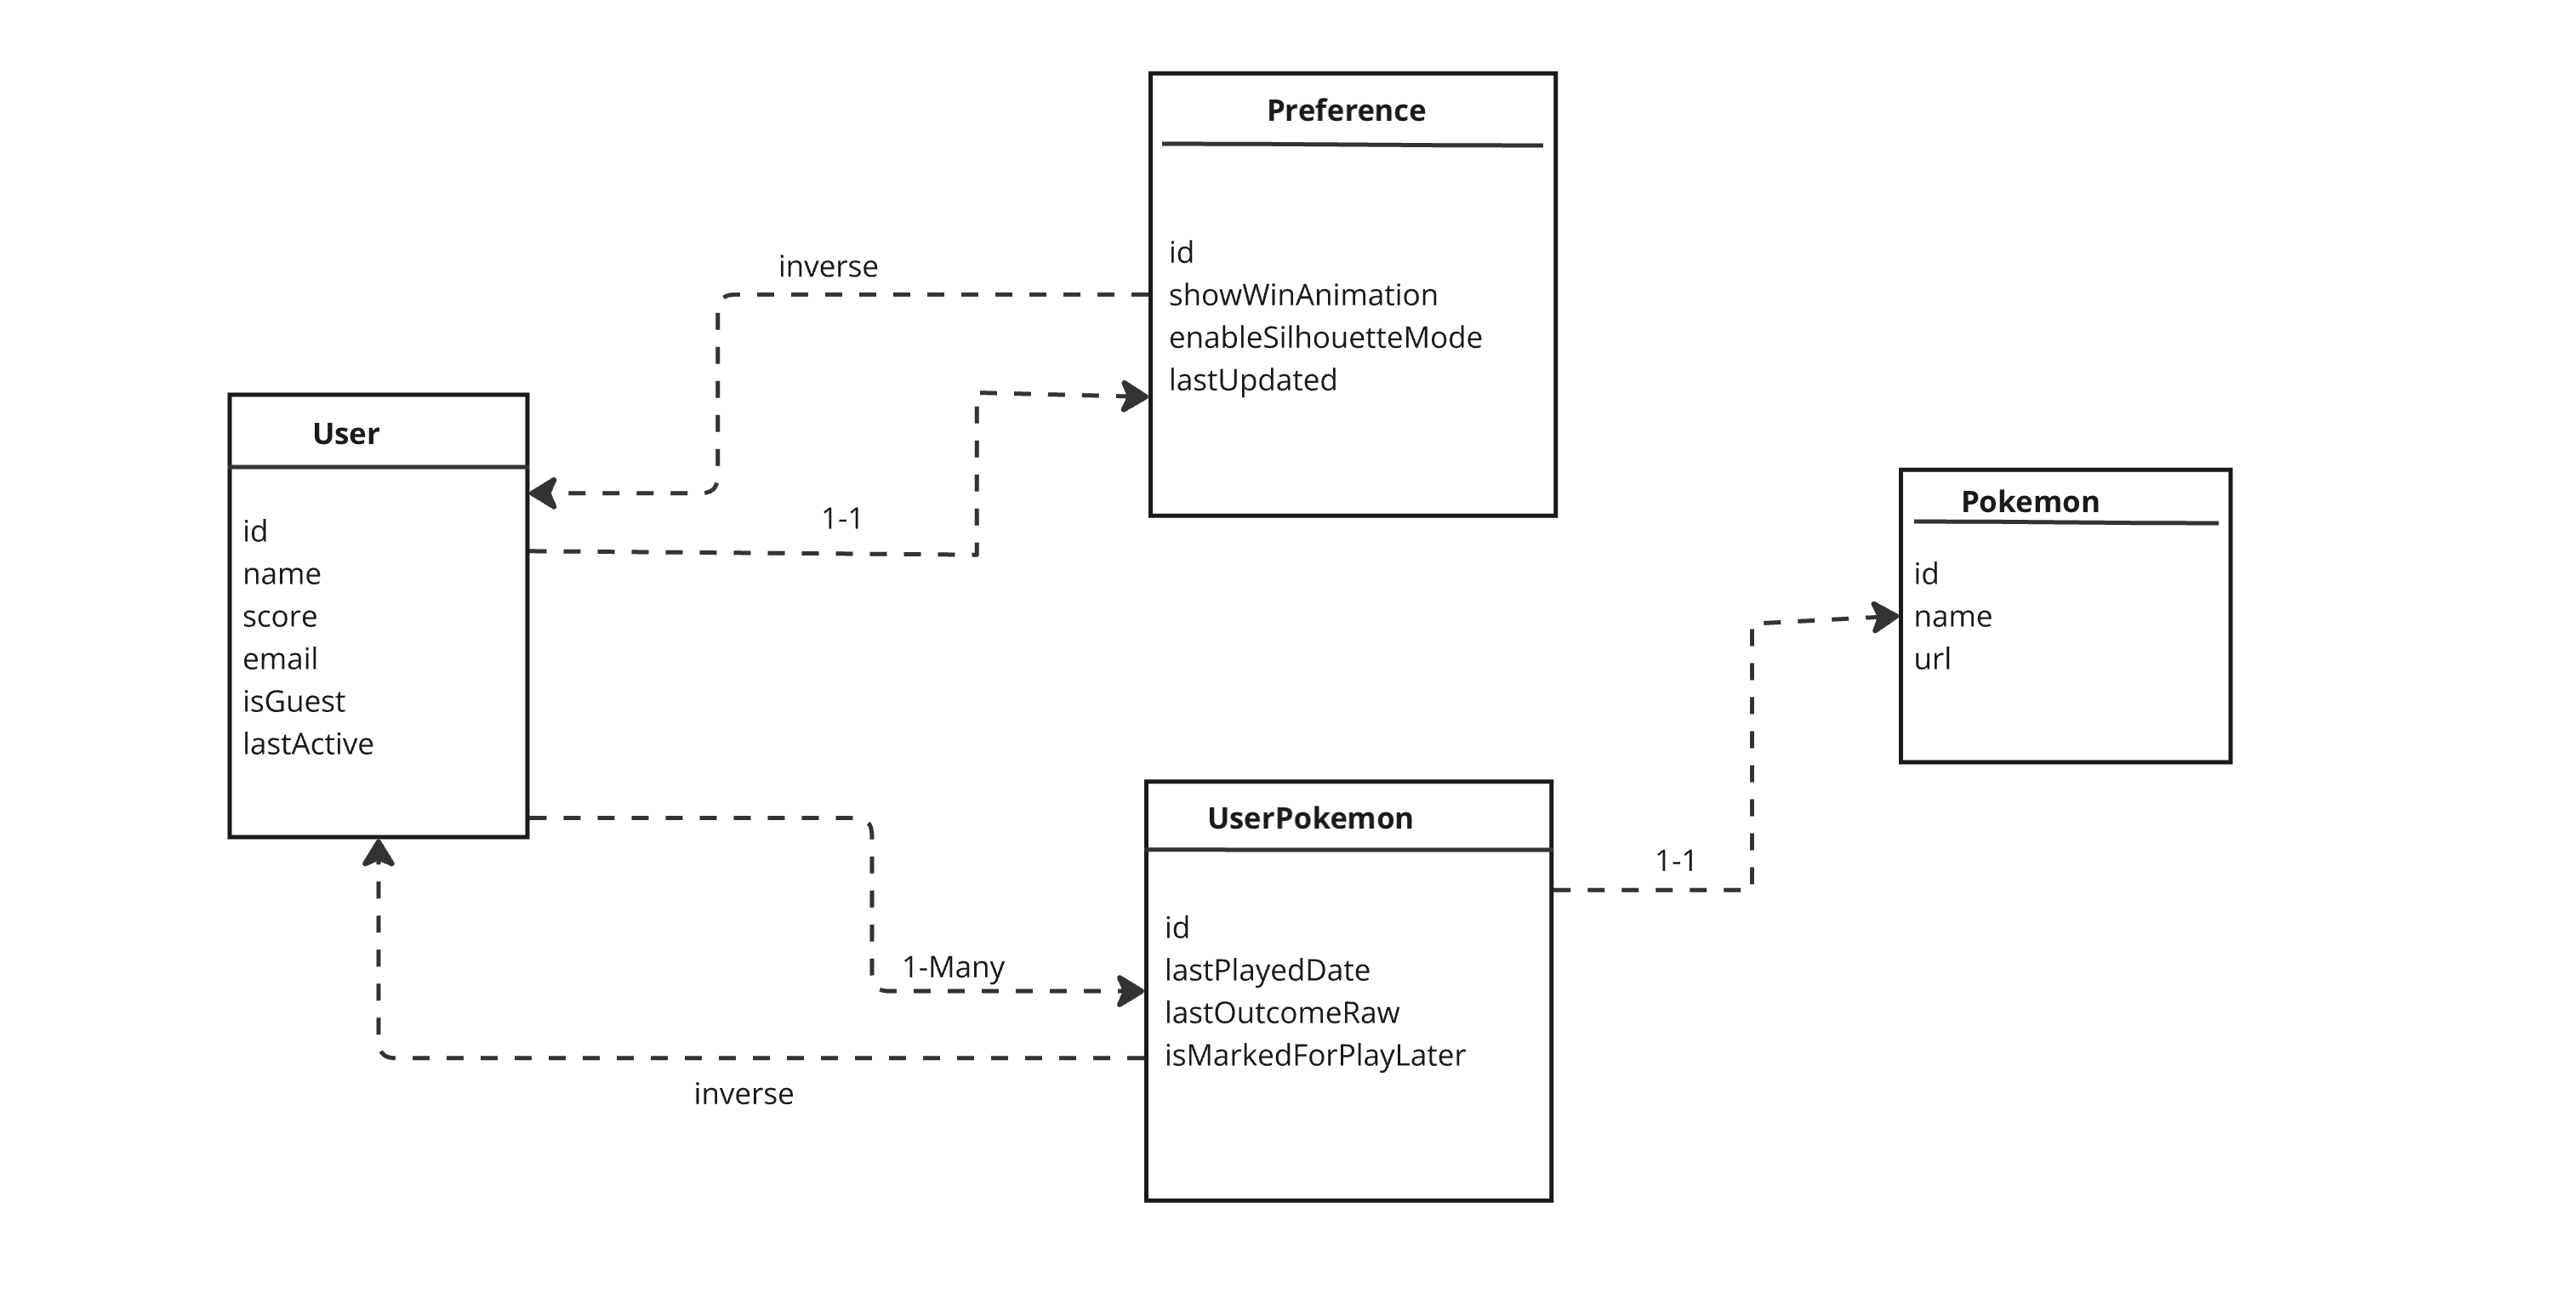 Preference
id
showWinAnimation
enableSilhouetteMode
lastUpdated
inverse
1-1
User
id
name
score
email
isGuest
lastActive
Pokemon
id
name
url
1-Many
inverse
UserPokemon
id
lastPlayedDate
lastOutcomeRaw
isMarkedForPlayLater
1-1